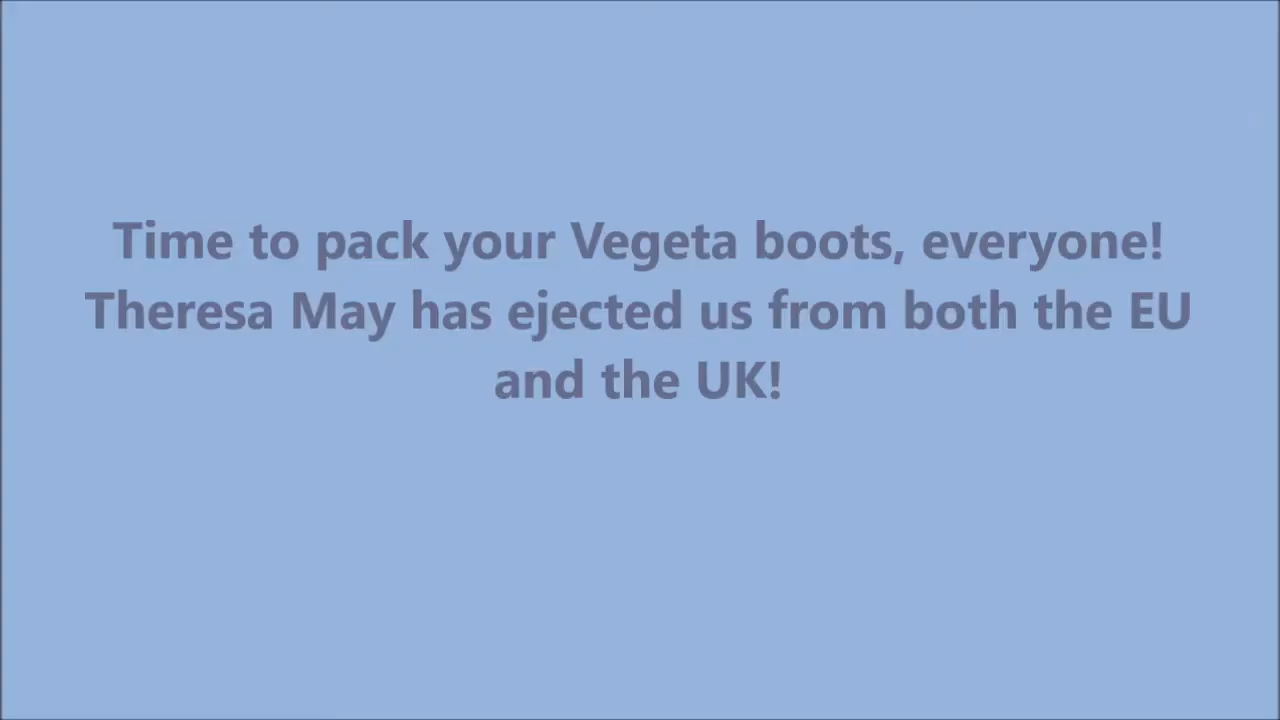 Time to pack your Vegeta boots, everyone!
Theresa May has ejected us from both the EU
and the UK!